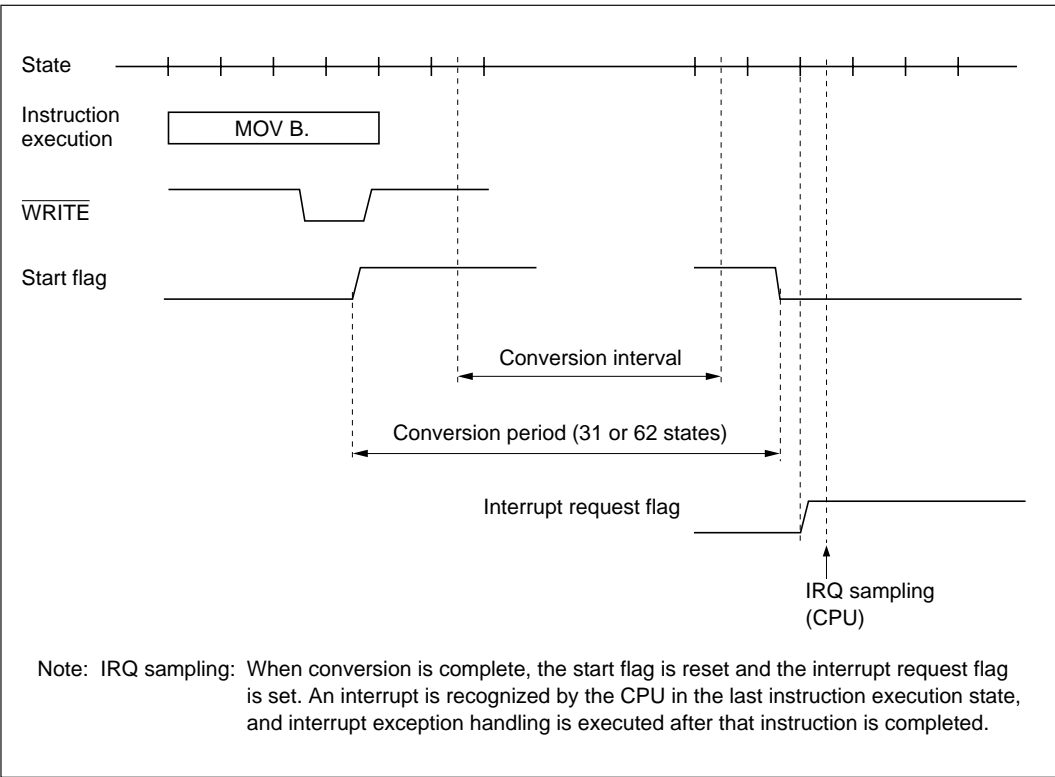 State
Instruction
execution
MOV B.
WRITE
Start flag
Conversion interval
Conversion period (31 or 62 states)
Interrupt request flag
IRQ sampling
(CPU)
Note: IRQ sampling: When conversion is complete, the start flag is reset and the interrupt request flag
is set. An interrupt is recognized by the CPU in the last instruction execution state,
and interrupt exception handling is executed after that instruction is completed.